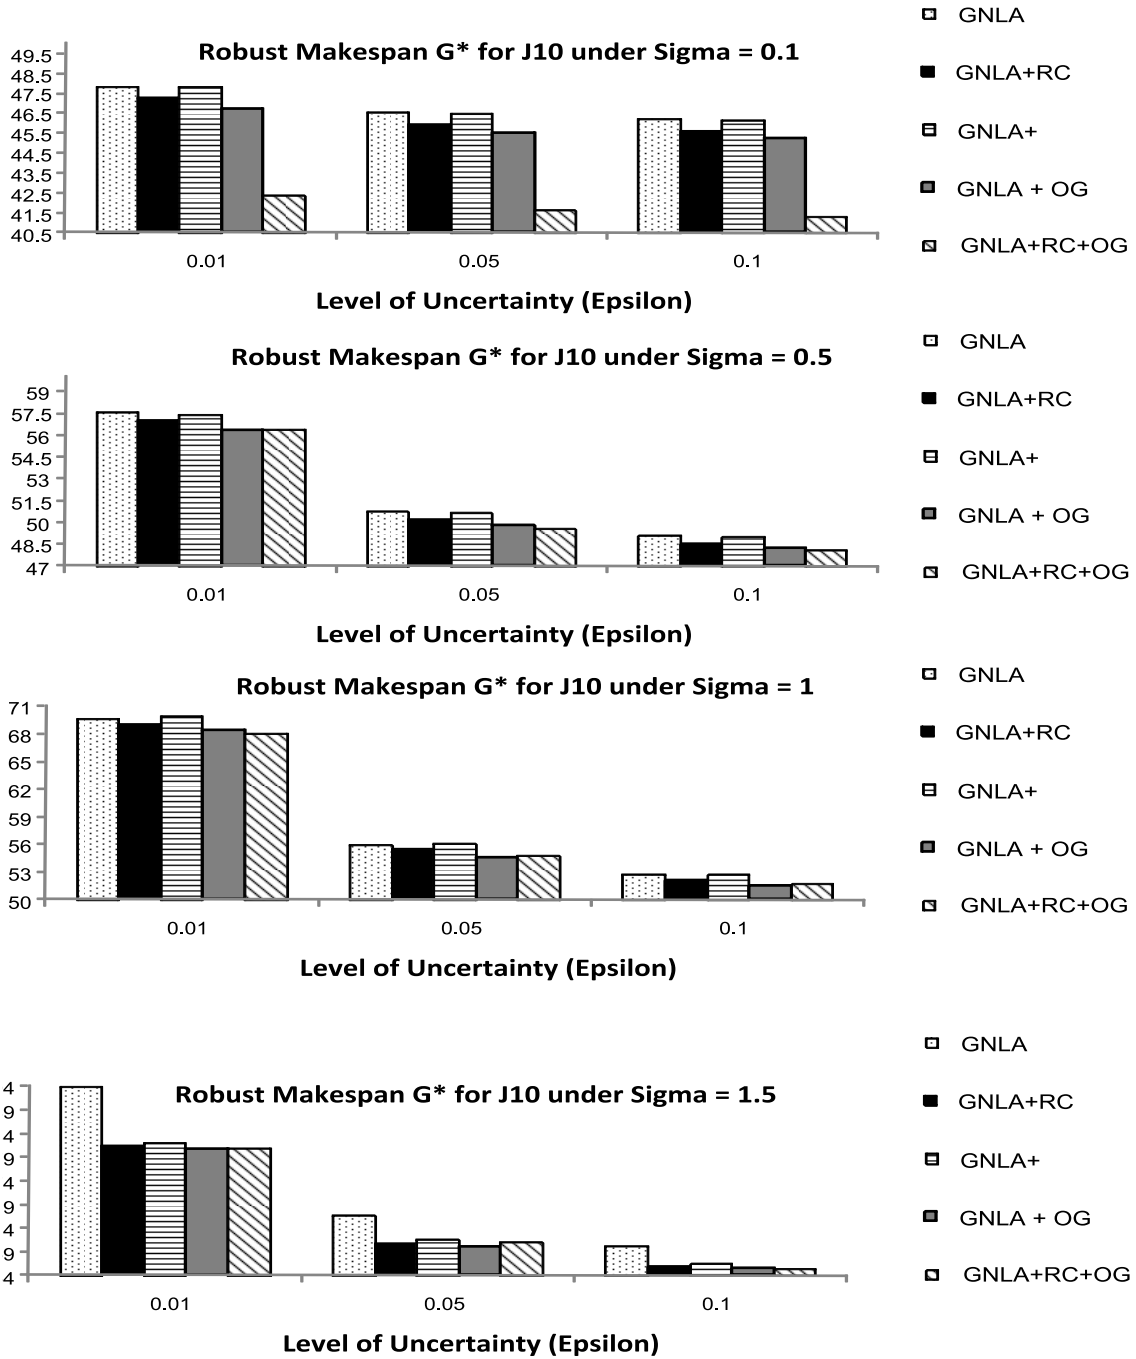 Robust Makespan G* for J10 under Sigma = 0.1
49.5
48.5
47.5
46.5
45.5
44.5
43.5
42.5
41.5
40.5
0.01 0.05 0.1
Level of Uncertainty (Epsilon)
GNLA
GNLA+RC
GNLA+
GNLA + OG
GNLA+RC+OG
Robust Makespan G* for J10 under Sigma = 0.5
59
57.5
56
54.5
53
51.5
50
48.5
47
0.01 0.05 0.1
Level of Uncertainty (Epsilon)
GNLA
GNLA+RC
GNLA+
GNLA + OG
GNLA+RC+OG
Robust Makespan G* for J10 under Sigma = 1
71
68
65
62
59
56
53
50
0.01 0.05 0.1
Level of Uncertainty (Epsilon)
GNLA
GNLA+RC
GNLA+
GNLA + OG
GNLA+RC+OG
Robust Makespan G* for J10 under Sigma = 1.5
4
9
4
9
4
9
4
9
4
0.01 0.05 0.1
Level of Uncertainty (Epsilon)
GNLA
GNLA+RC
GNLA+
GNLA + OG
GNLA+RC+OG